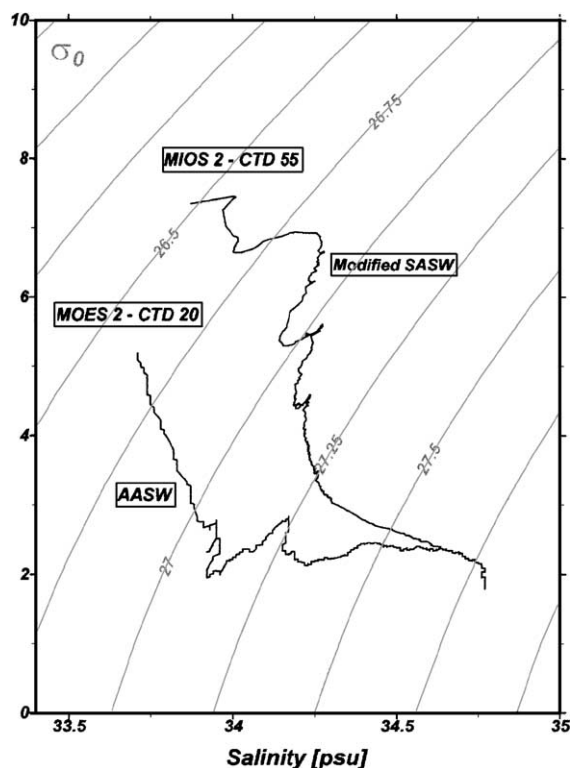 10
σ0
26.75
8
MIOS 2 - CTD 55
26.5
Modified SASW
6
MOES 2 - CTD 20
4
27.25
27.5
AASW
27
2
0
33.5
34
34.5
35
Salinity [psu]